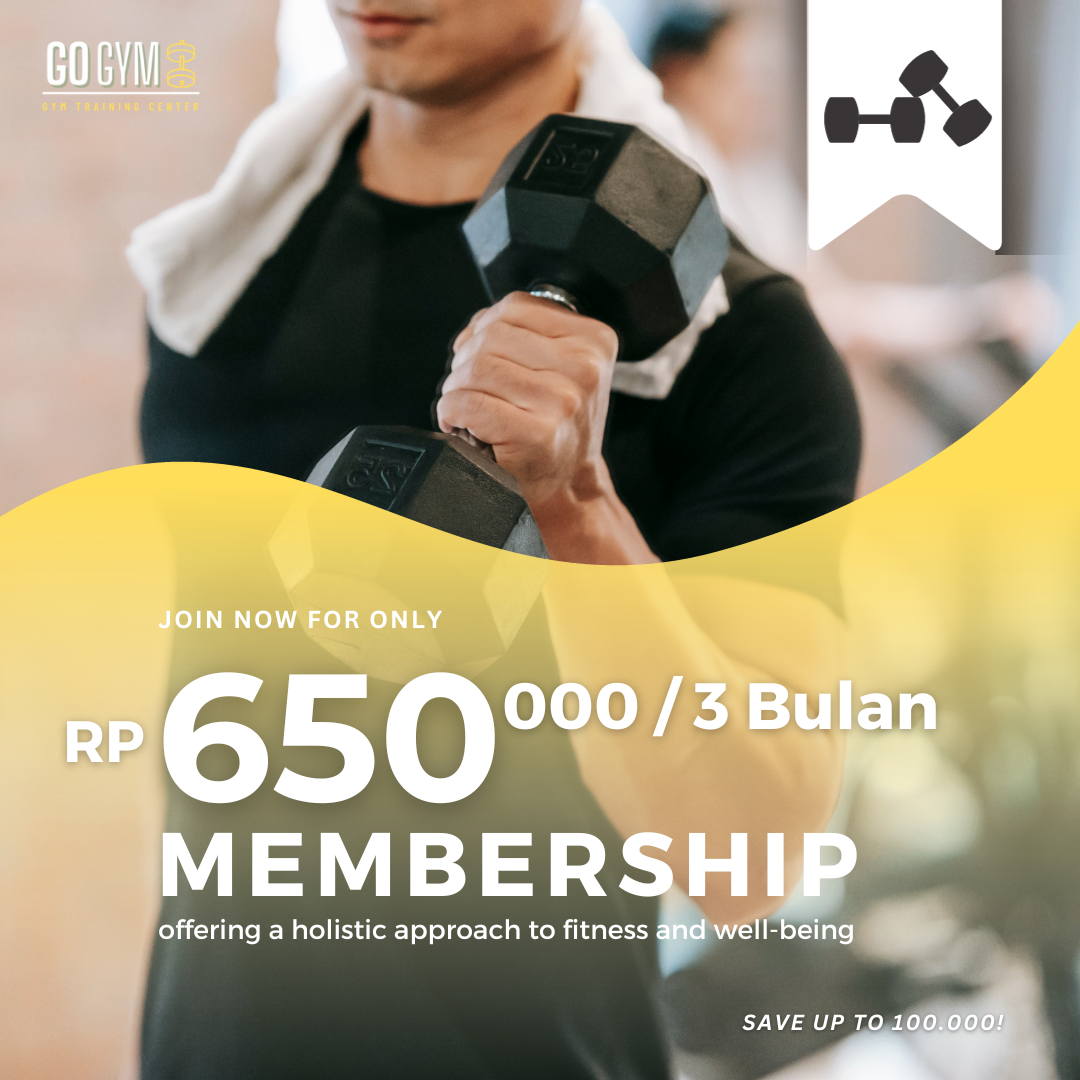 GO GYM
GYM TRAINING CENTER
JOIN NOW FOR ONLY
RP 650 000 / 3 Bulan
MEMBERSHIP
offering a holistic approach to fitness and well-being
SAVE UP TO 100.000!